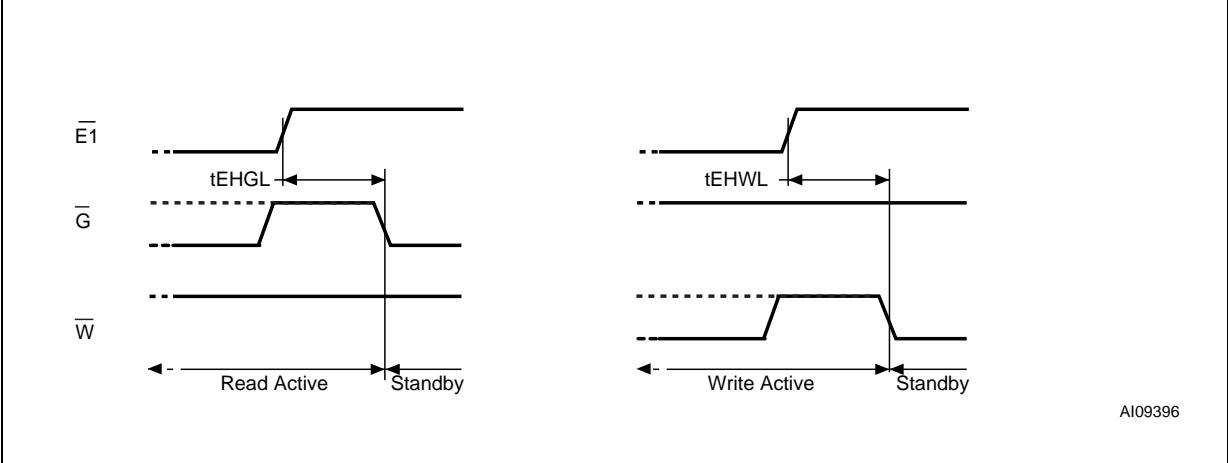 E1
tEHGL
tEHWL
G
W
Read Active
Standby
Write Active
Standby
AI09396